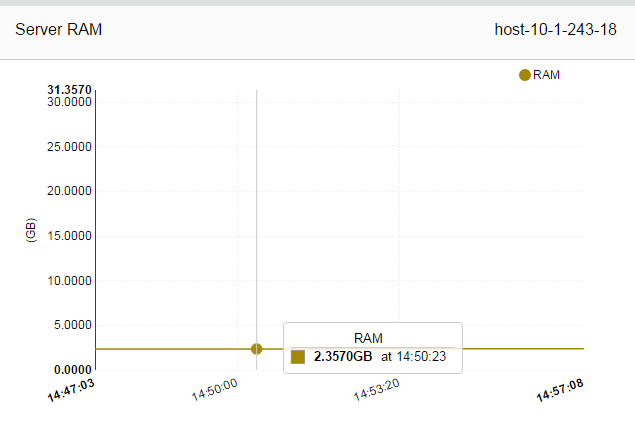 Server RAM
host-10-1-243-18
RAM
31.3570
30.0000
25.0000
20.0000
15.0000
(GB)
10.0000
5.0000
0.0000
RAM
2.3570GB at 14:50:23
14:47:03
14:50:00
14:53:20
14:57:08